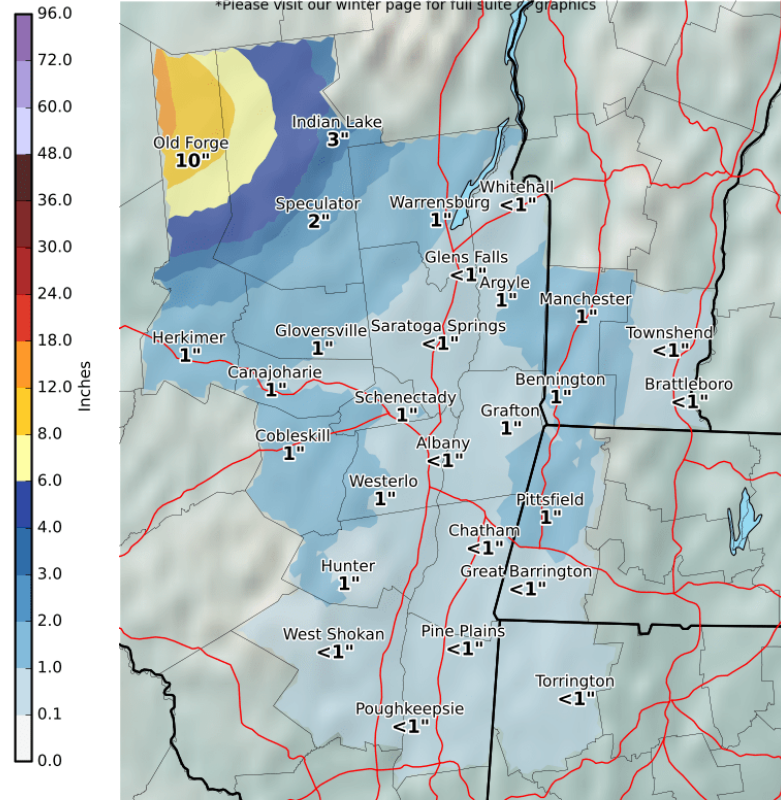 *Please visit our winter page for full suite of graphics
96.0
72.0
60.0
48.0
36.0
30.0
24.0
18.0
12.0
8.0
6.0
4.0
3.0
2.0
1.0
0.1
0.0
Inches
Indian Lake
3"
Old Forge
10"
Whitehall
<1"
Speculator
2"
Warrensburg
1"
Glens Falls
<1"
Argyle
1"
Manchester
1"
Herkimer
1"
Gloversville
1"
Saratoga Springs
<1"
Townshend
<1"
Canajoharie
1"
Bennington
1"
Brattleboro
<1"
Schenectady
1"
Grafton
1"
Cobleskill
1"
Albany
<1"
Westerlo
1"
Pittsfield
1"
Chatham
<1"
Hunter
1"
Great Barrington
<1"
West Shokan
<1"
Pine Plains
<1"
Torrington
<1"
Poughkeepsie
<1"